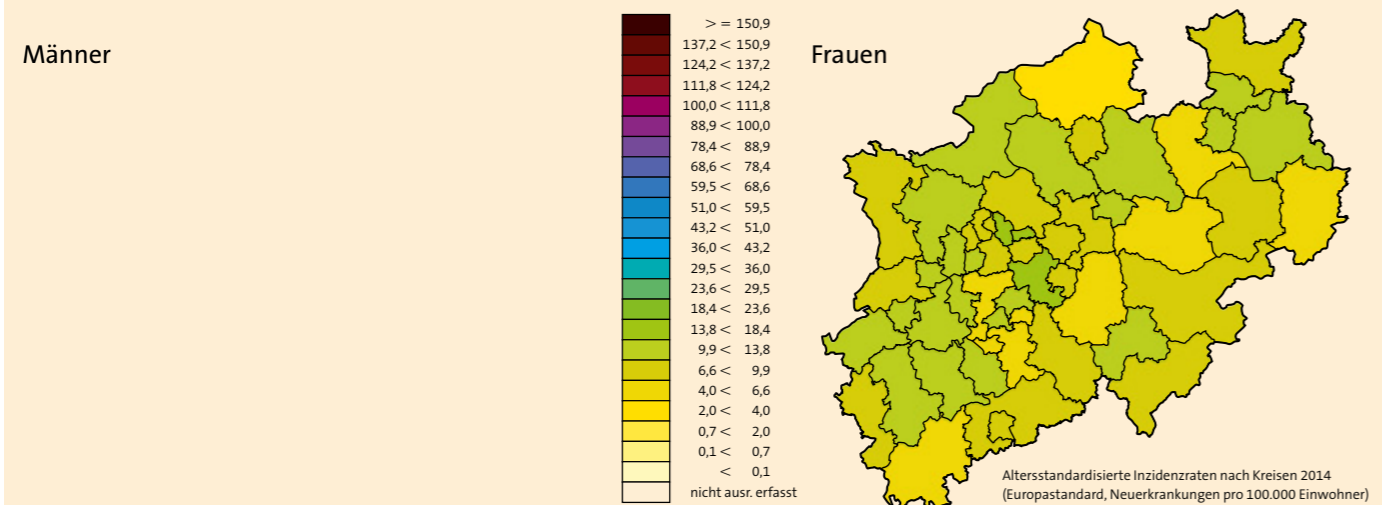 Männer
> = 150,9
137,2 < 150,9
124,2 < 137,2
111,8 < 124,2
100,0 < 111,8
88,9 < 100,0
78,4 < 88,9
68,6 < 78,4
59,5 < 68,6
51,0 < 59,5
43,2 < 51,0
36,0 < 43,2
29,5 < 36,0
23,6 < 29,5
18,4 < 23,6
13,8 < 18,4
9,9 < 13,8
6,6 < 9,9
4,0 < 6,6
2,0 < 4,0
0,7 < 2,0
0,1 < 0,7
< 0,1
nicht ausr. erfasst
Frauen
Altersstandardisierte Inzidenzraten nach Kreisen 2014
(Europastandard, Neuerkrankungen pro 100.000 Einwohner)